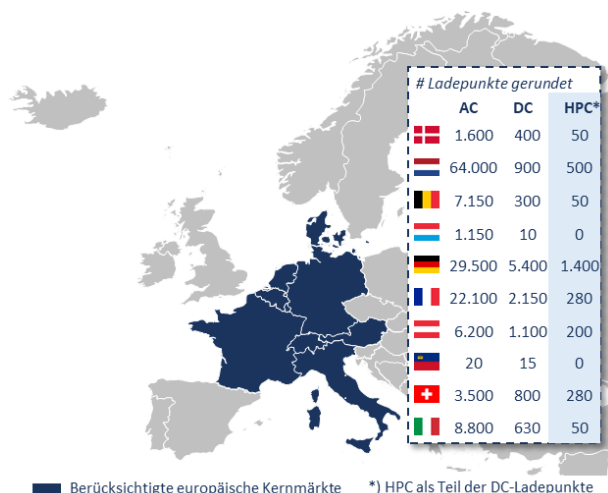 # Ladepunkte gerundet
AC DC HPC*
1.600 400 50
64.000 900 500
7.150 300 50
1.150 10 0
29.500 5.400 1.400
22.100 2.150 280
6.200 1.100 200
20 15 0
3.500 800 280
8.800 630 50
Berücksichtigte europäische Kernmärkte *) HPC als Teil der DC-Ladepunkte